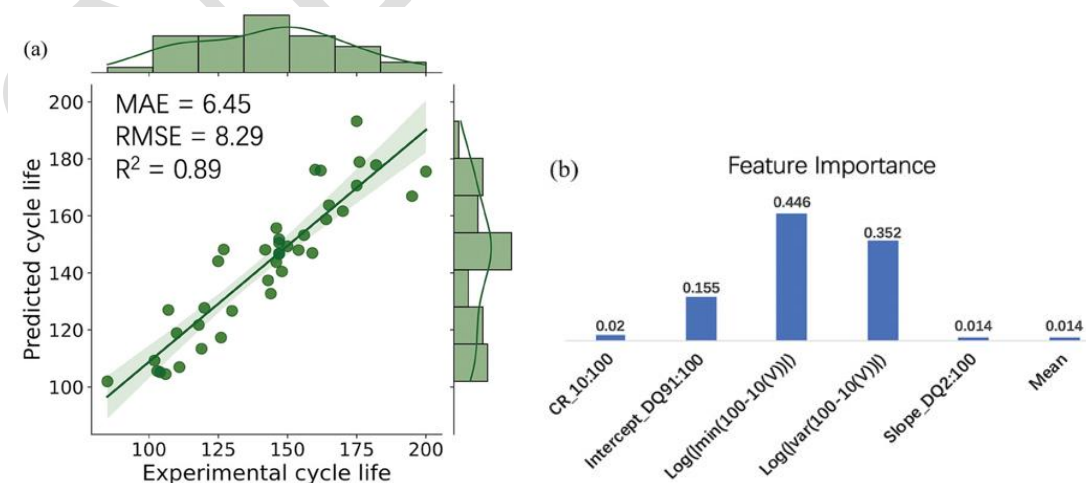 (a)
MAE = 6.45
RMSE = 8.29
R² = 0.89
200
180
160
140
120
100
Predicted cycle life
100 125 150 175 200
Experimental cycle life
(b)
Feature Importance
0.02
0.155
0.446
0.352
0.014
0.014
CR_10:100
Intercept_DQ91:100
Log(|min(100-10(V))|)
Log(|var(100-10(V))|)
Slope_DQ2:100
Mean